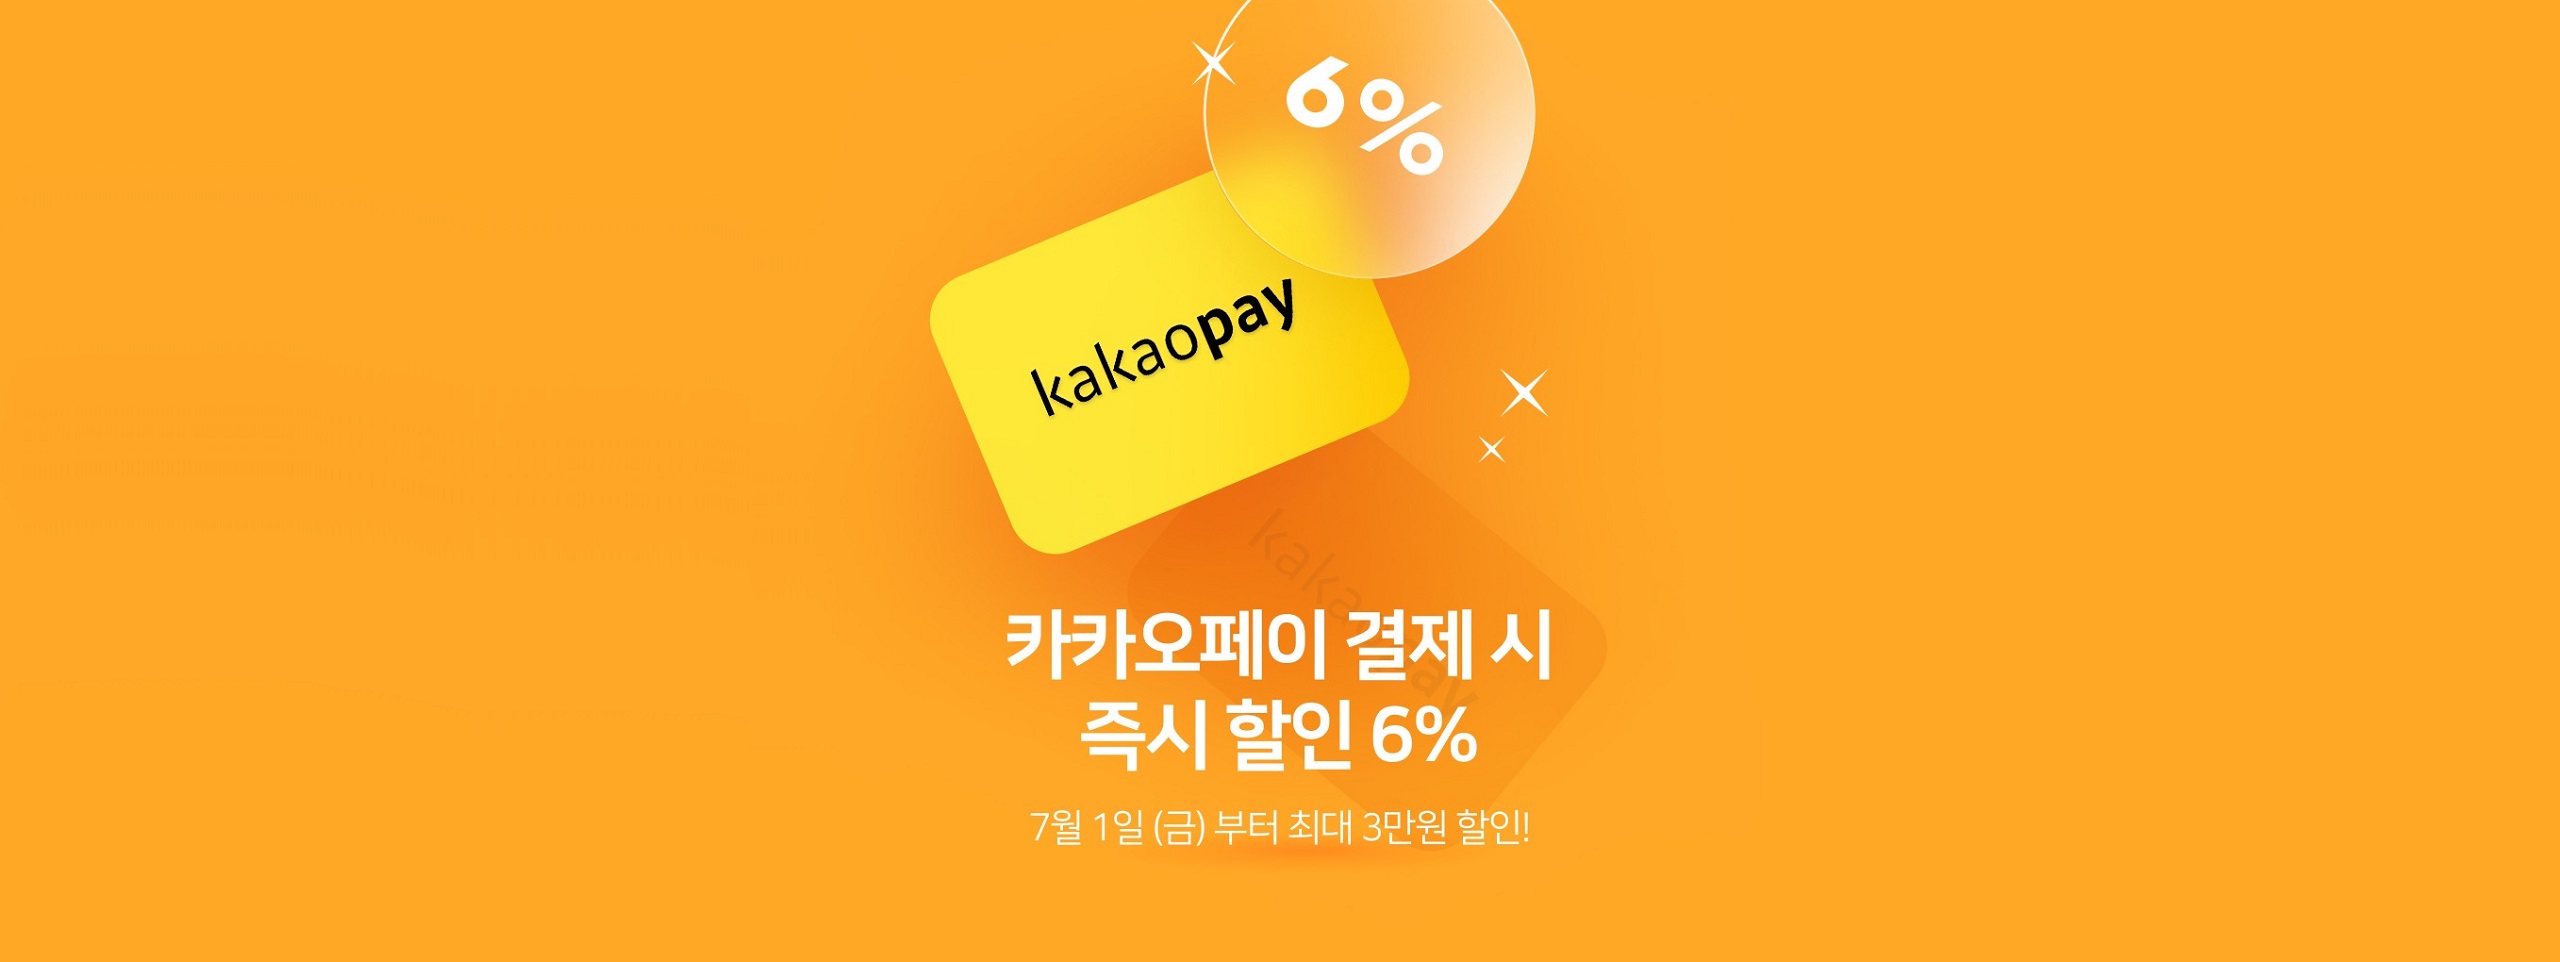 6%
kakaopay
kakaopay
카카오페이 결제 시
즉시 할인 6%
7월 1일 (금) 부터 최대 3만원 할인!